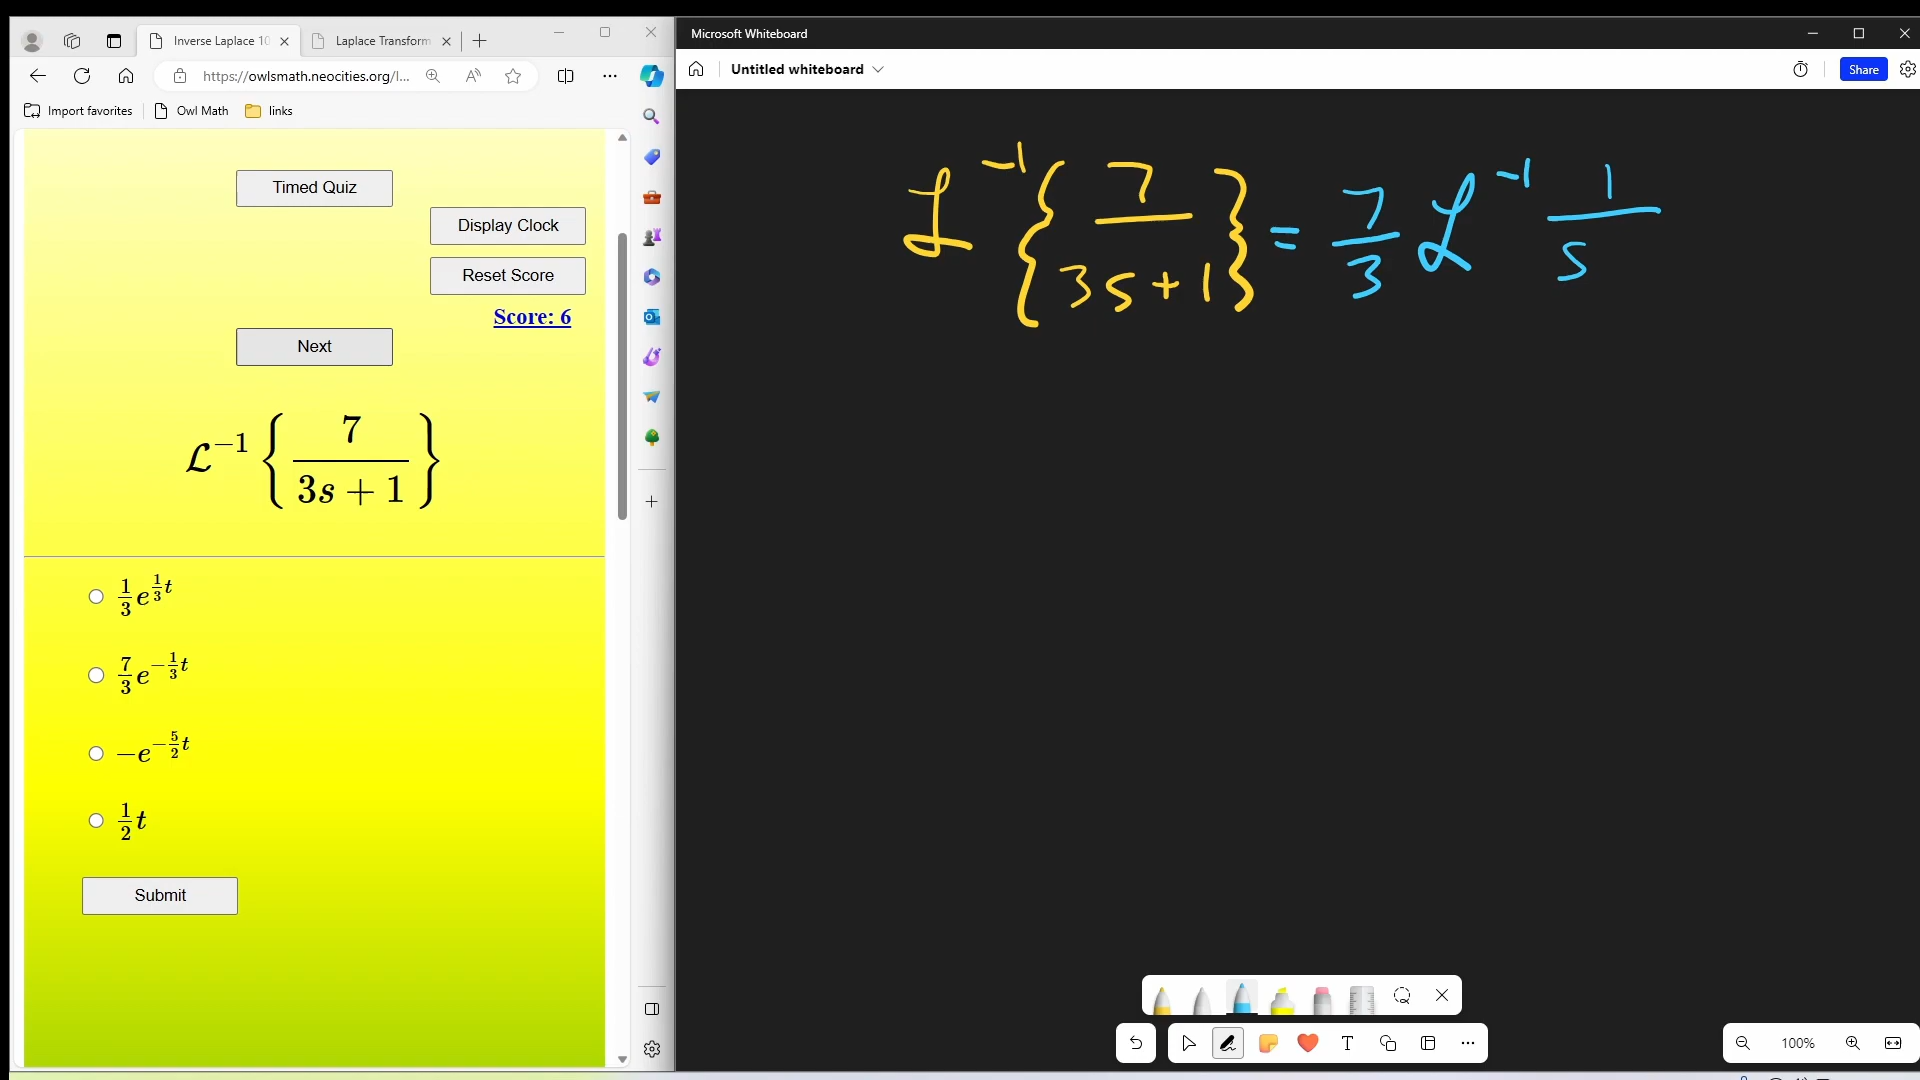 Inverse Laplace 10
Laplace Transform
https://owlsmath.neocities.org/l...
Import favorites
Owl Math
links
Timed Quiz
Display Clock
Reset Score
Score: 6
Next
ℒ⁻¹ { 7 / (3s + 1) }
1/3 e^(1/3 t)
7/3 e^(−1/3 t)
−e^(−5/2 t)
1/2 t
Submit
Microsoft Whiteboard
Untitled whiteboard
Share
ℒ⁻¹ { 7 / (3s + 1) } = 7/3 ℒ⁻¹ 1 / s
100%